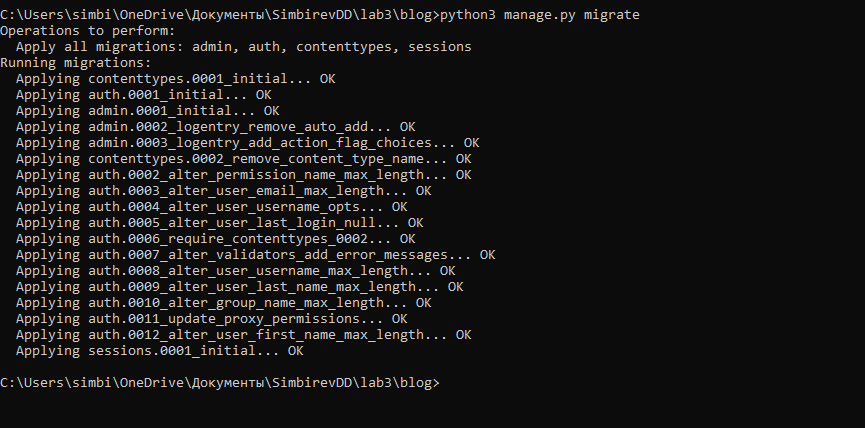 C:\Users\simbi\OneDrive\Документы\SimbirevDD\lab3\blog>python3 manage.py migrate
Operations to perform:
  Apply all migrations: admin, auth, contenttypes, sessions
Running migrations:
  Applying contenttypes.0001_initial... OK
  Applying auth.0001_initial... OK
  Applying admin.0001_initial... OK
  Applying admin.0002_logentry_remove_auto_add... OK
  Applying admin.0003_logentry_add_action_flag_choices... OK
  Applying contenttypes.0002_remove_content_type_name... OK
  Applying auth.0002_alter_permission_name_max_length... OK
  Applying auth.0003_alter_user_email_max_length... OK
  Applying auth.0004_alter_user_username_opts... OK
  Applying auth.0005_alter_user_last_login_null... OK
  Applying auth.0006_require_contenttypes_0002... OK
  Applying auth.0007_alter_validators_add_error_messages... OK
  Applying auth.0008_alter_user_username_max_length... OK
  Applying auth.0009_alter_user_last_name_max_length... OK
  Applying auth.0010_alter_group_name_max_length... OK
  Applying auth.0011_update_proxy_permissions... OK
  Applying auth.0012_alter_user_first_name_max_length... OK
  Applying sessions.0001_initial... OK
C:\Users\simbi\OneDrive\Документы\SimbirevDD\lab3\blog>